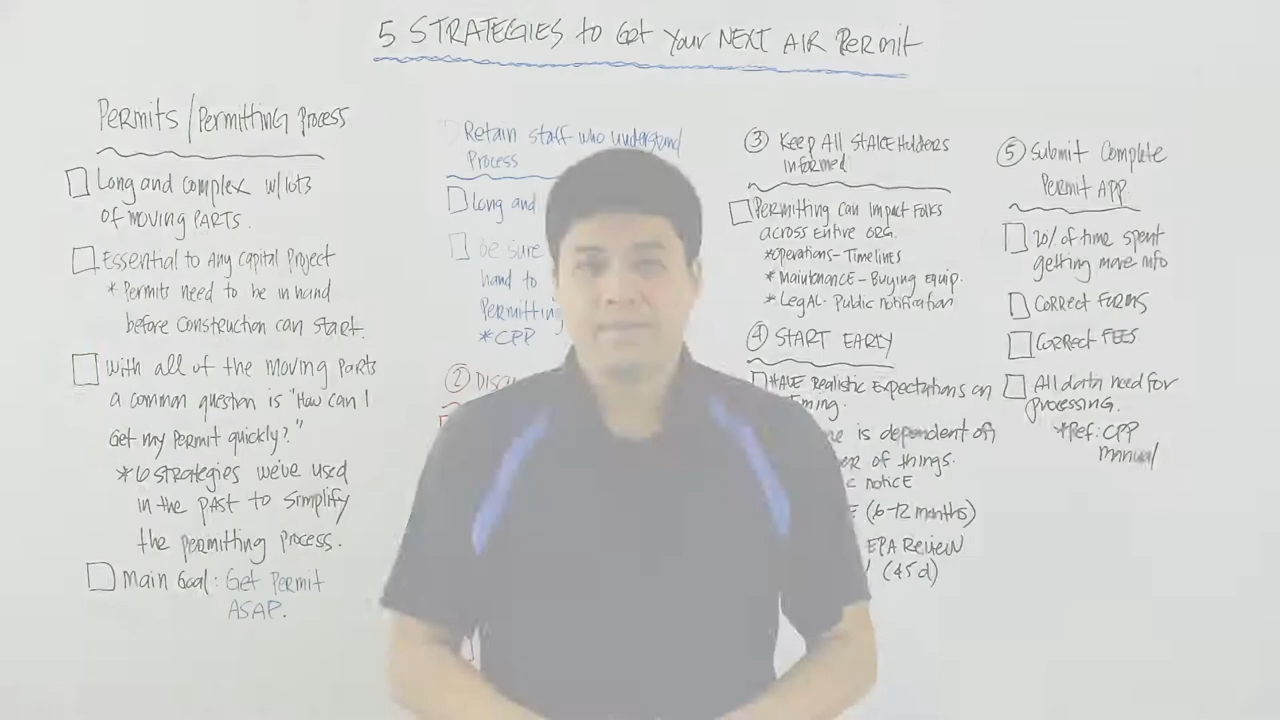 5 STRATEGIES to Get Your NEXT AIR Permit
Permits / Permitting Process
Long and complex w/lots
of moving PARTS.
Essential to Any Capital Project
* Permits need to be in hand
before Construction can start.
with all of the moving parts
a common question is "How can I
Get my Permit quickly?"
*6 strategies we've used
in the past to simplify
the permitting process.
Main Goal: Get Permit
ASAP.
Retain staff who understand
Process
Long and
be sure
hand to
Permitting
*CPP
②
③ Keep All Stakeholders
informed
Permitting can impact folks
across entire org.
*Operations - Timelines
* Maintenance - Buying Equip.
* Legal - Public notification
④ START EARLY
HAVE Realistic Expectations on
is dependent on
of things.
notice
(6-12 months)
EPA Review
(45d)
⑤ Submit Complete
Permit APP.
20% of time spent
getting more info
Correct Forms
Correct FEES
All data need for
processing.
*Ref: CPP
manual